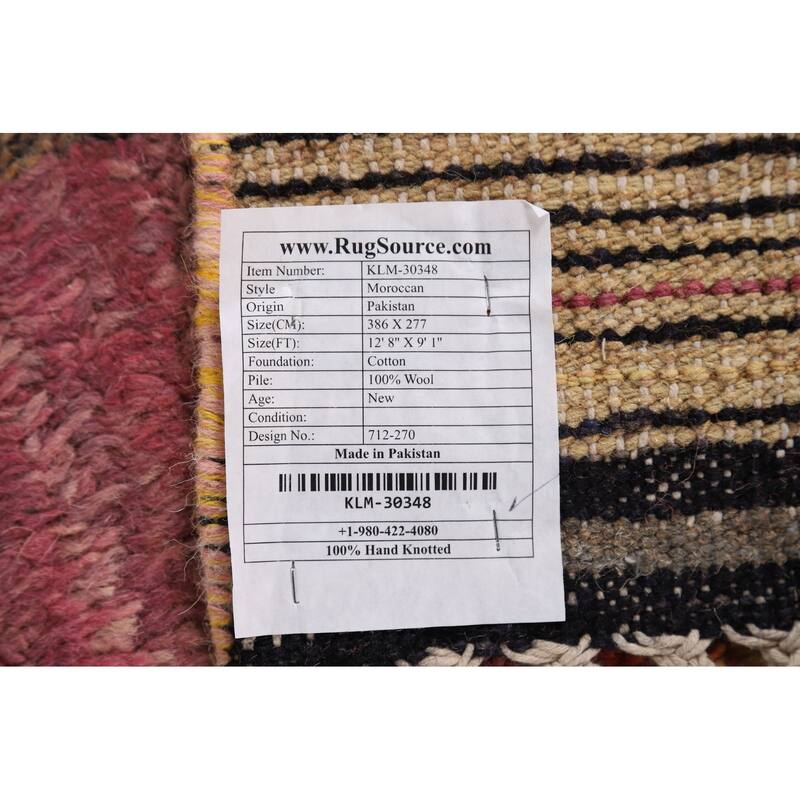 www.RugSource.com
Item Number: KLM-30348
Style Moroccan
Origin Pakistan
Size(CM): 386 X 277
Size(FT): 12' 8" X 9' 1"
Foundation: Cotton
Pile: 100% Wool
Age: New
Condition:
Design No.: 712-270
Made in Pakistan
KLM-30348
+1-980-422-4080
100% Hand Knotted